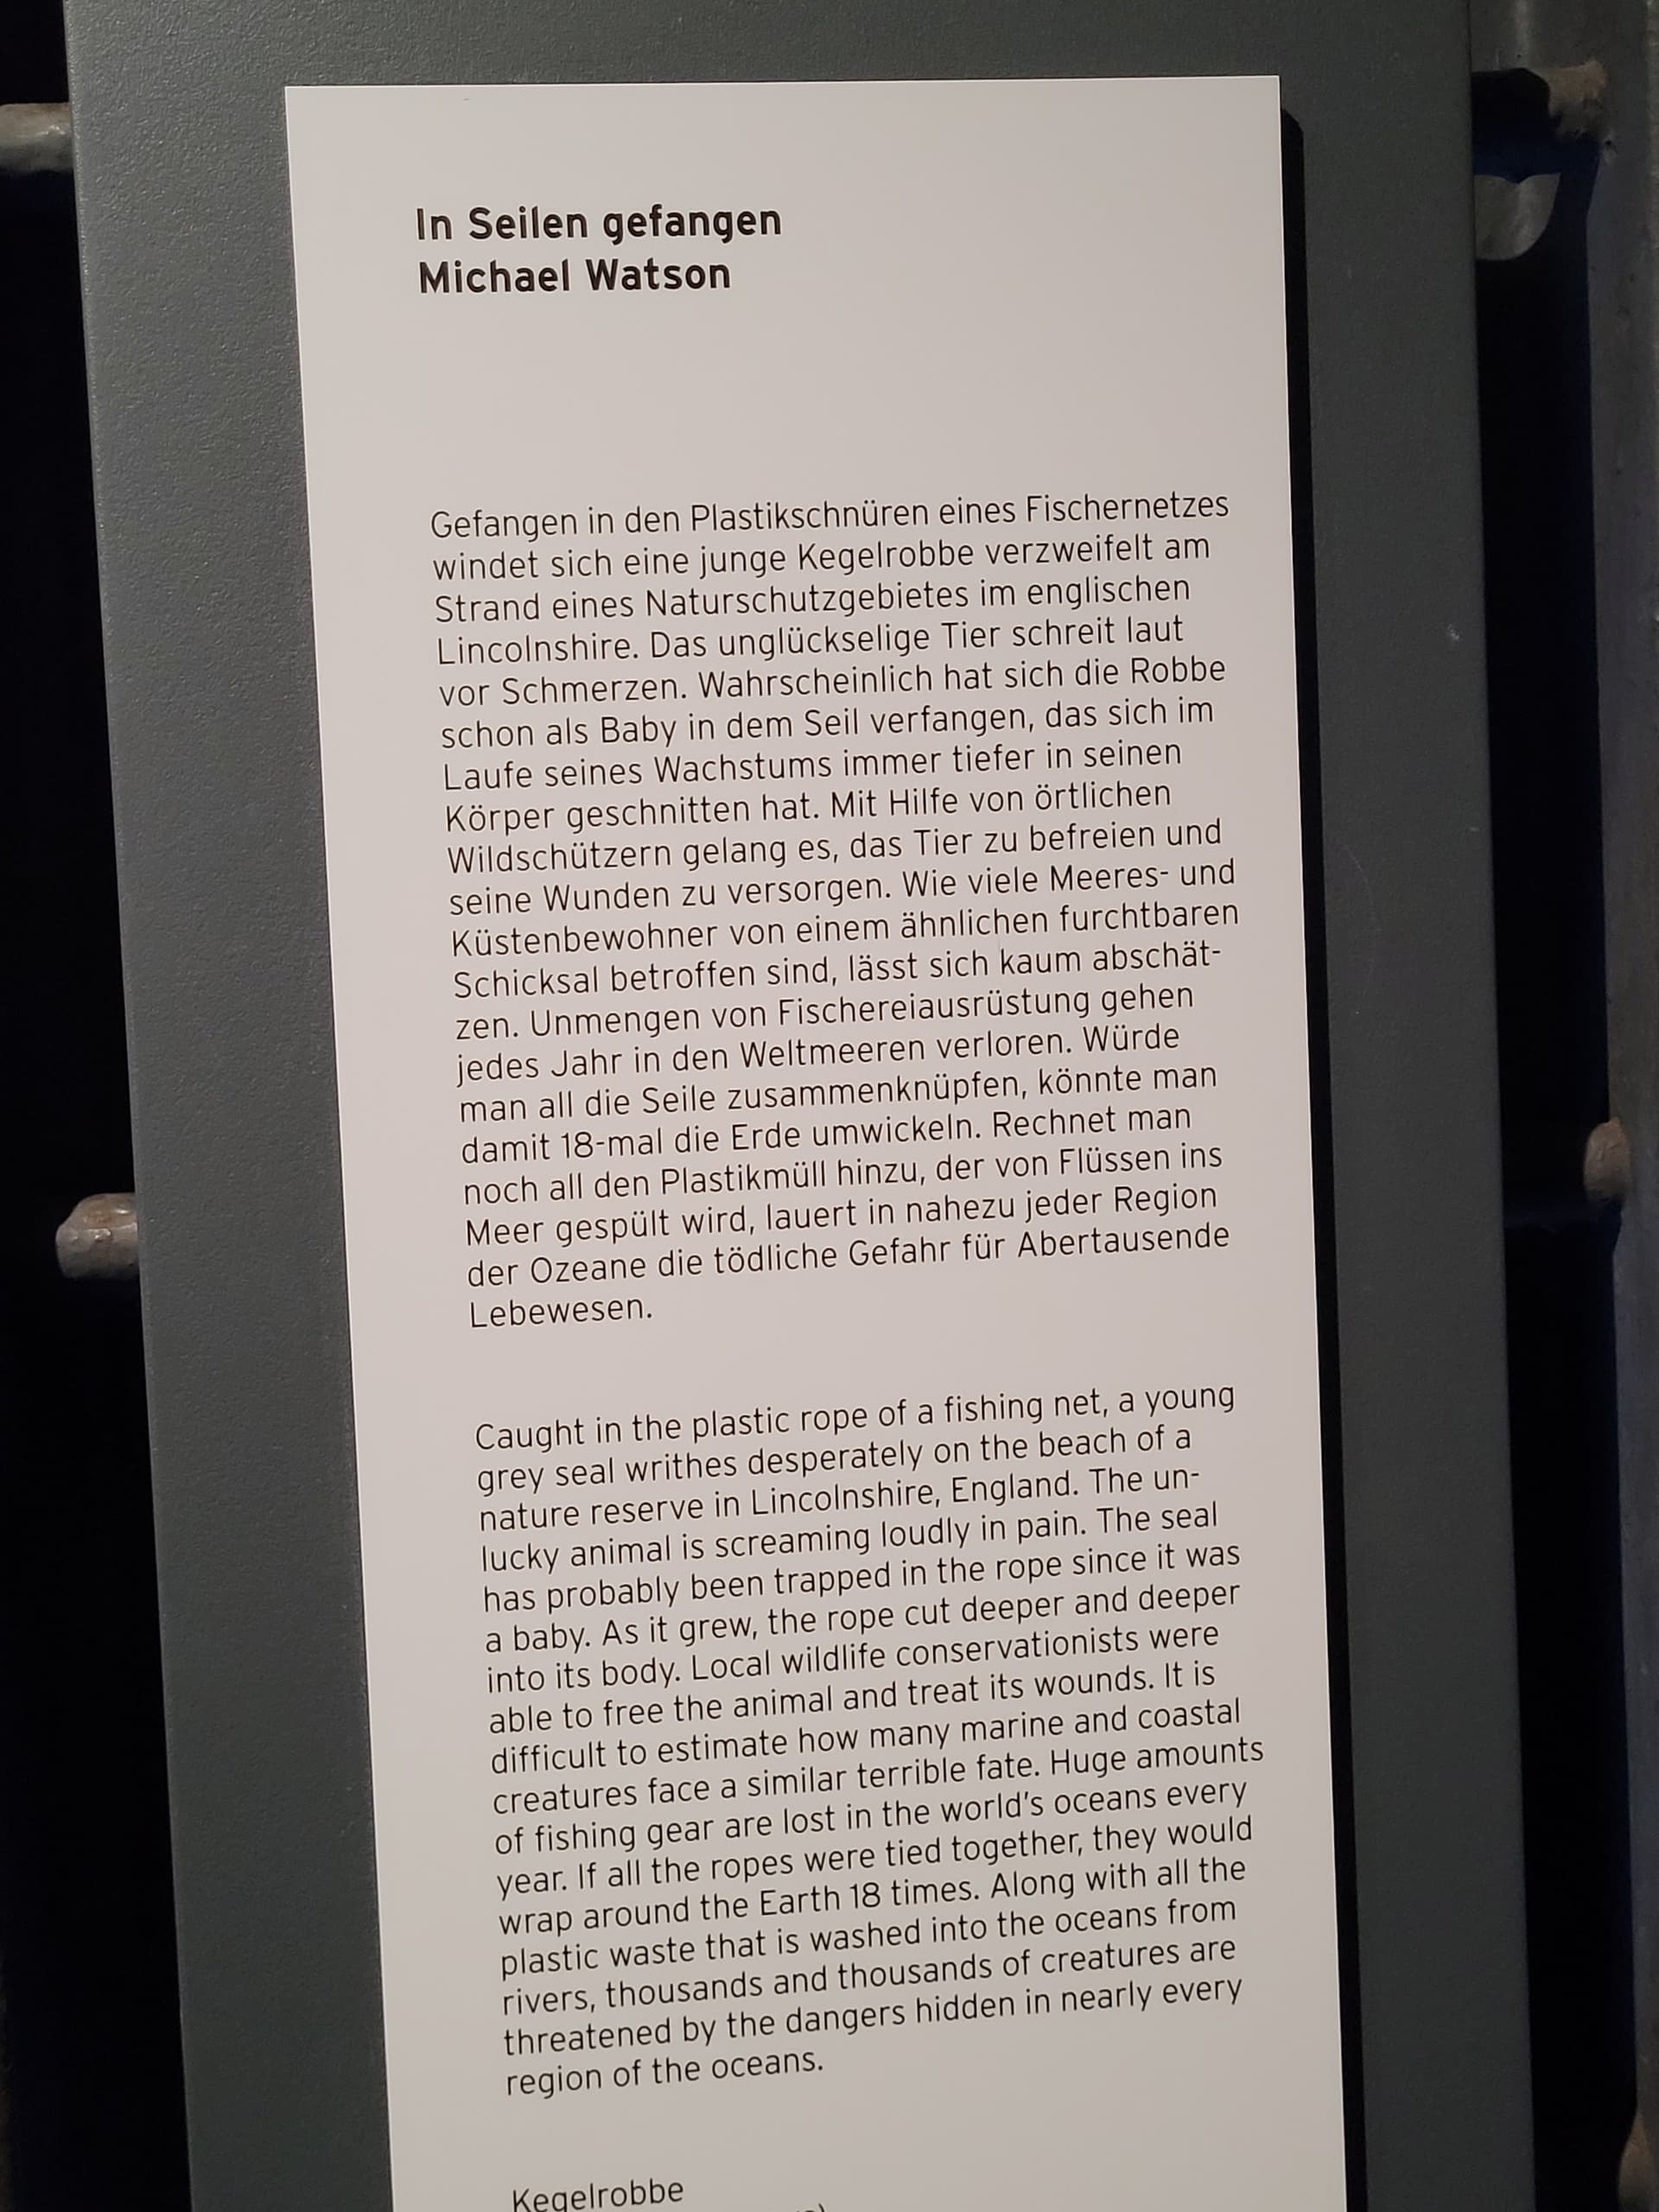 In Seilen gefangen
Michael Watson
Gefangen in den Plastikschnüren eines Fischernetzes
windet sich eine junge Kegelrobbe verzweifelt am
Strand eines Naturschutzgebietes im englischen
Lincolnshire. Das unglückselige Tier schreit laut
vor Schmerzen. Wahrscheinlich hat sich die Robbe
schon als Baby in dem Seil verfangen, das sich im
Laufe seines Wachstums immer tiefer in seinen
Körper geschnitten hat. Mit Hilfe von örtlichen
Wildschützern gelang es, das Tier zu befreien und
seine Wunden zu versorgen. Wie viele Meeres- und
Küstenbewohner von einem ähnlichen furchtbaren
Schicksal betroffen sind, lässt sich kaum abschät-
zen. Unmengen von Fischereiausrüstung gehen
jedes Jahr in den Weltmeeren verloren. Würde
man all die Seile zusammenknüpfen, könnte man
damit 18-mal die Erde umwickeln. Rechnet man
noch all den Plastikmüll hinzu, der von Flüssen ins
Meer gespült wird, lauert in nahezu jeder Region
der Ozeane die tödliche Gefahr für Abertausende
Lebewesen.
Caught in the plastic rope of a fishing net, a young
grey seal writhes desperately on the beach of a
nature reserve in Lincolnshire, England. The un-
lucky animal is screaming loudly in pain. The seal
has probably been trapped in the rope since it was
a baby. As it grew, the rope cut deeper and deeper
into its body. Local wildlife conservationists were
able to free the animal and treat its wounds. It is
difficult to estimate how many marine and coastal
creatures face a similar terrible fate. Huge amounts
of fishing gear are lost in the world's oceans every
year. If all the ropes were tied together, they would
wrap around the Earth 18 times. Along with all the
plastic waste that is washed into the oceans from
rivers, thousands and thousands of creatures are
threatened by the dangers hidden in nearly every
region of the oceans.
Kegelrobbe